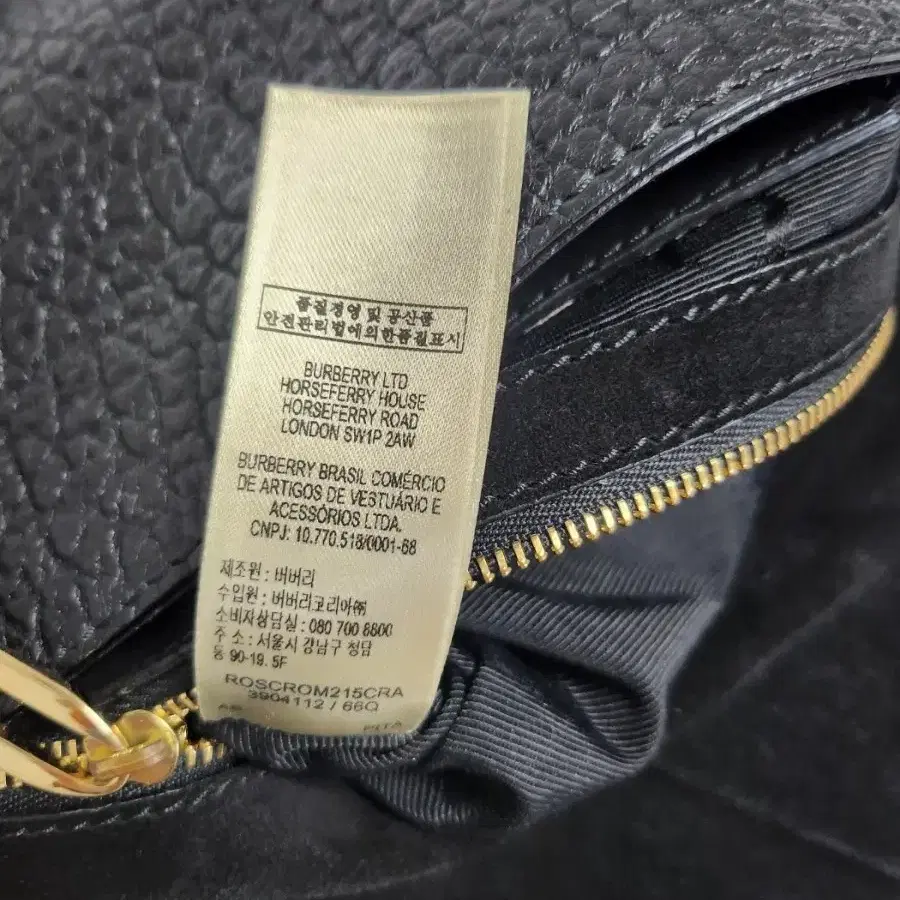 품질경영 및 공산품
안전관리법에의한품질표시
BURBERRY LTD
HORSEFERRY HOUSE
HORSEFERRY ROAD
LONDON SW1P 2AW
BURBERRY BRASIL COMÉRCIO
DE ARTIGOS DE VESTUÁRIO E
ACESSÓRIOS LTDA.
CNPJ: 10.770.518/0001-68
제조원 : 버버리
수입원 : 버버리코리아㈜
소비자상담실 : 080 700 8800
주 소 : 서울시 강남구 청담
동 90-19. 5F
ROSCROM215CRA
3904112 / 66Q